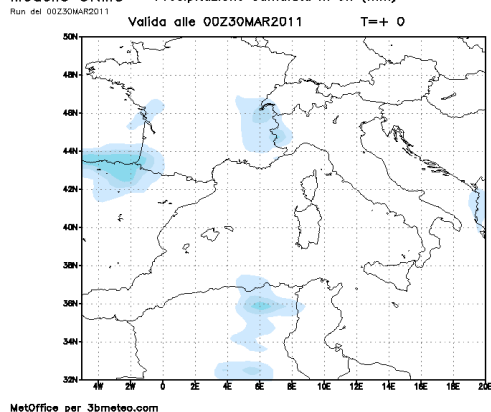 Run del 00Z30MAR2011
Valida alle 00Z30MAR2011 T=+ 0
50N
48N
46N
44N
42N
40N
38N
36N
34N
32N
4W 2W 0 2E 4E 6E 8E 10E 12E 14E 16E 18E 20E
MetOffice per 3bmeteo.com